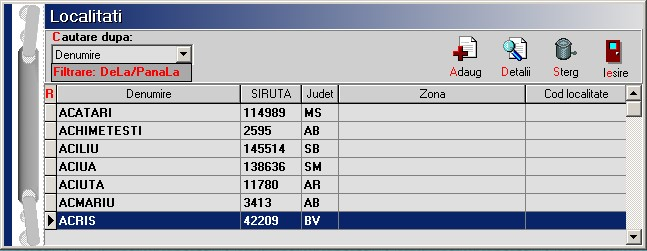 Localitati
Cautare dupa:
Denumire
Filtrare: DeLa/PanaLa
Adaug Detalii Sterg Iesire
R Denumire SIRUTA Judet Zona Cod localitate
ACATARI 114989 MS
ACHIMETESTI 2595 AB
ACILIU 145514 SB
ACIUA 138636 SM
ACIUTA 11780 AR
ACMARIU 3413 AB
ACRIS 42209 BV